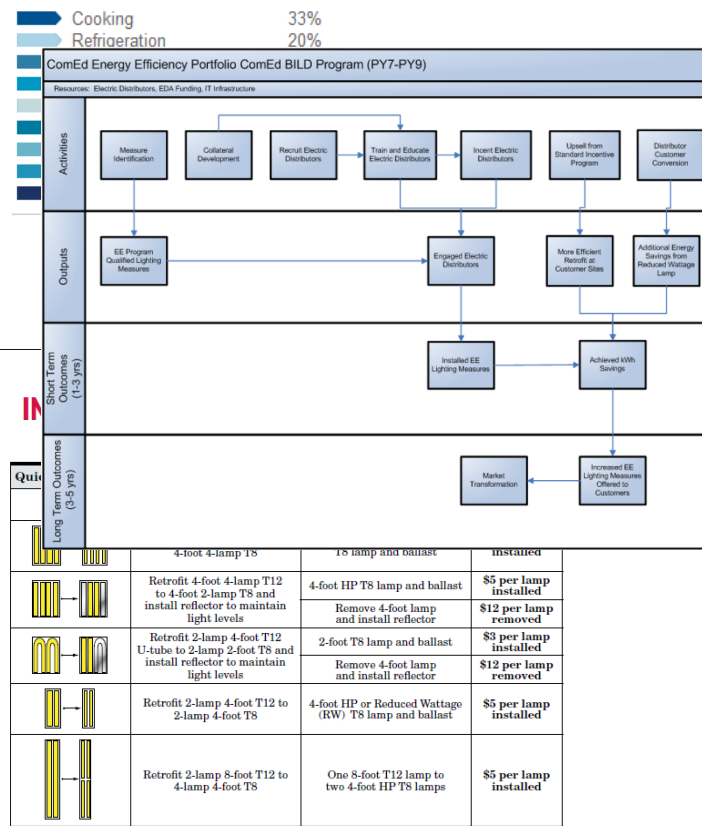 Cooking 33%
Refrigeration 20%
ComEd Energy Efficiency Portfolio ComEd BILD Program (PY7-PY9)
Resources: Electric Distributors, EDA Funding, IT Infrastructure
Activities
Measure
Identification
Collateral
Development
Recruit Electric
Distributors
Train and Educate
Electric Distributors
Incent Electric
Distributors
Upsell from
Standard Incentive
Program
Distributor
Customer
Conversion
Outputs
EE Program
Qualified Lighting
Measures
Engaged Electric
Distributors
More Efficient
Retrofit at
Customer Sites
Additional Energy
Savings from
Reduced Wattage
Lamp
Short Term
Outcomes
(1-3 yrs)
Installed EE
Lighting Measures
Achieved kWh
Savings
Long Term Outcomes
(3-5 yrs)
Market
Transformation
Increased EE
Lighting Measures
Offered to
Customers
4-foot 4-lamp T8
T8 lamp and ballast
installed
Retrofit 4-foot 4-lamp T12
to 4-foot 2-lamp T8 and
install reflector to maintain
light levels
4-foot HP T8 lamp and ballast
$5 per lamp
installed
Remove 4-foot lamp
and install reflector
$12 per lamp
removed
Retrofit 2-lamp 4-foot T12
U-tube to 2-lamp 2-foot T8 and
install reflector to maintain
light levels
2-foot T8 lamp and ballast
$3 per lamp
installed
Remove 4-foot lamp
and install reflector
$12 per lamp
removed
Retrofit 2-lamp 4-foot T12 to
2-lamp 4-foot T8
4-foot HP or Reduced Wattage
(RW) T8 lamp and ballast
$5 per lamp
installed
Retrofit 2-lamp 8-foot T12 to
4-lamp 4-foot T8
One 8-foot T12 lamp to
two 4-foot HP T8 lamps
$5 per lamp
installed